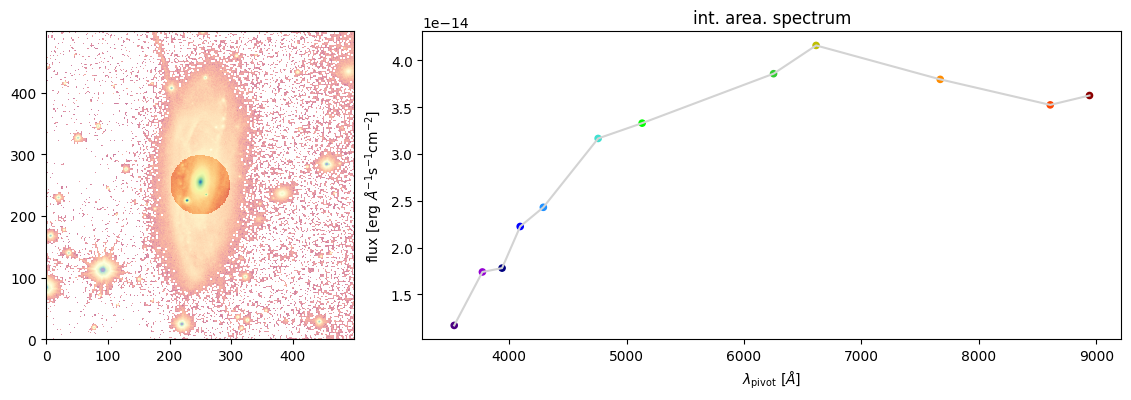 1e−14
int. area. spectrum
400
300
200
100
0
0 100 200 300 400
flux [erg Å⁻¹s⁻¹cm⁻²]
4.0
3.5
3.0
2.5
2.0
1.5
4000 5000 6000 7000 8000 9000
λpivot [Å]